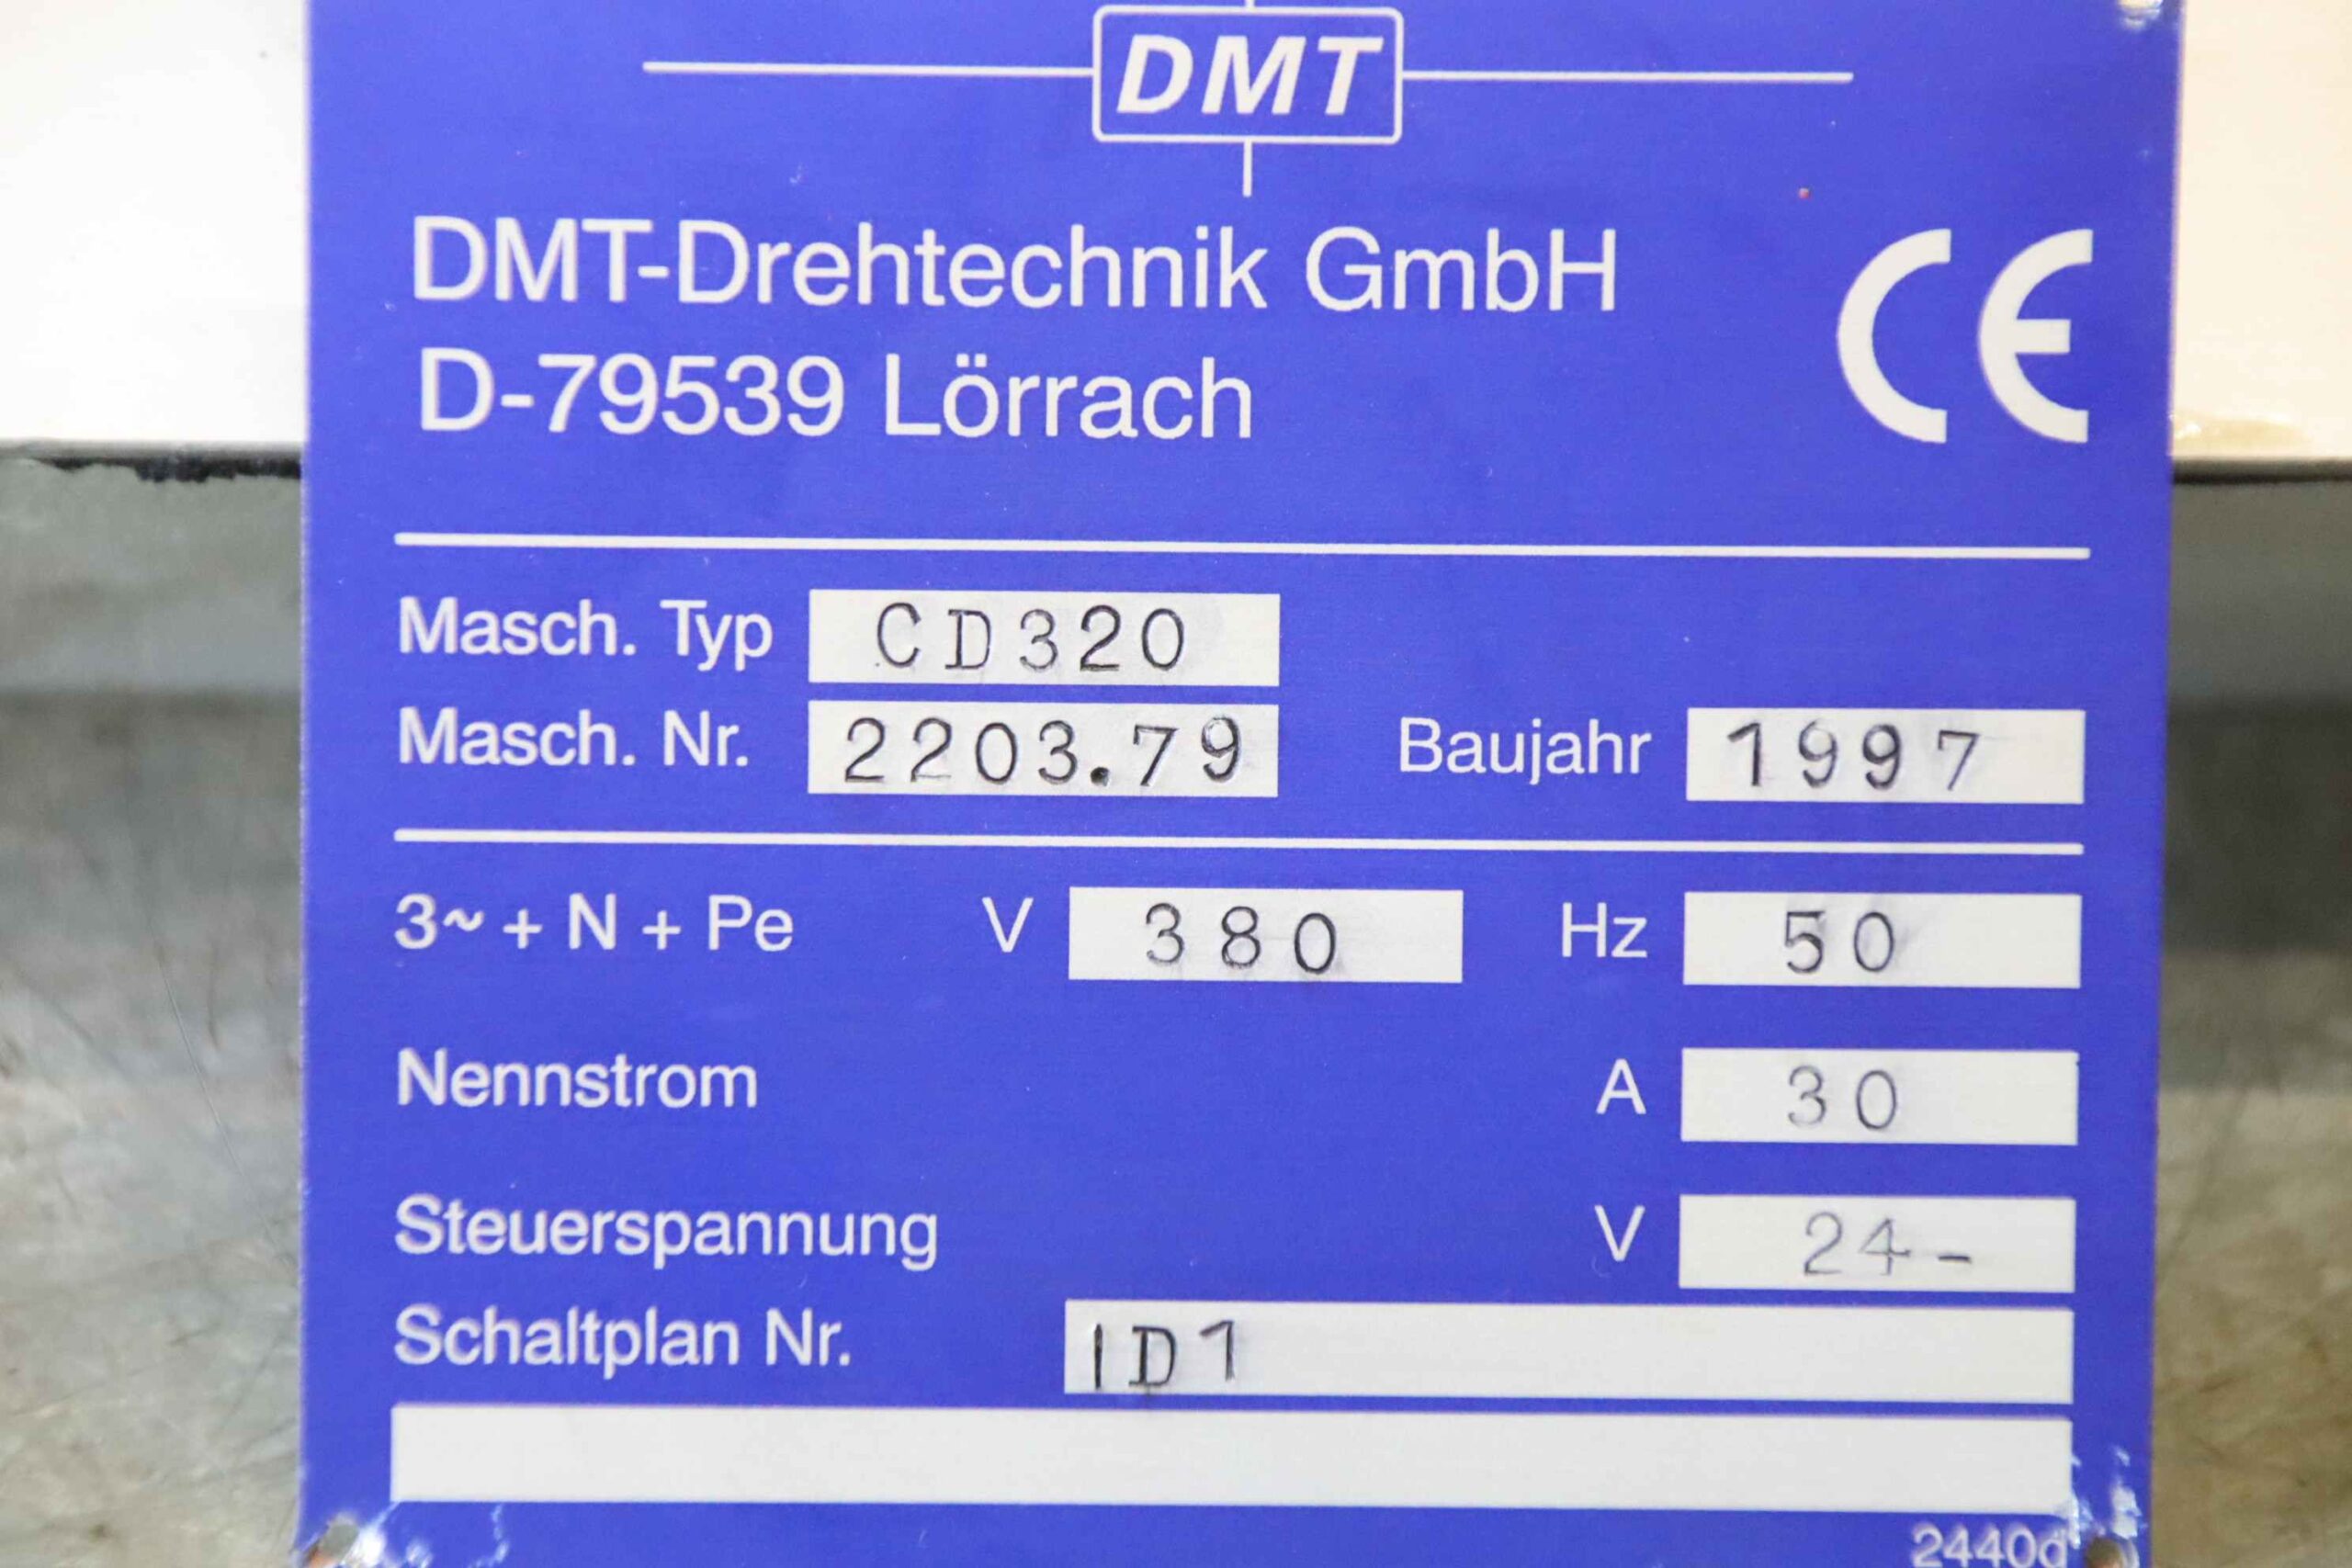 DMT
DMT-Drehtechnik GmbH
D-79539 Lörrach
CE
Masch. Typ CD320
Masch. Nr. 2203.79 Baujahr 1997
3~ + N + Pe V 380 Hz 50
Nennstrom A 30
Steuerspannung V 24-
Schaltplan Nr. ID1
2440d